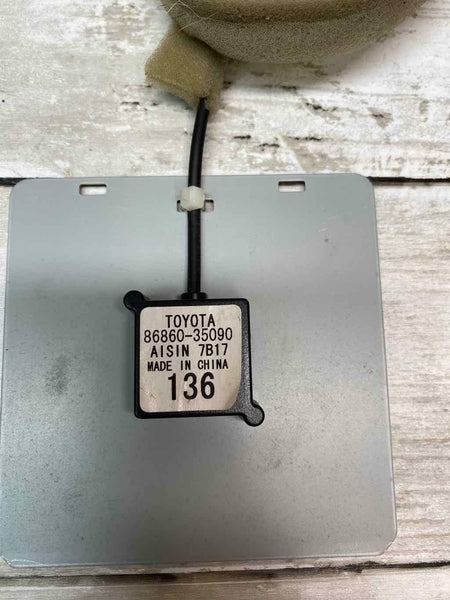 TOYOTA
86860-35090
AISIN 7B17
MADE IN CHINA
136